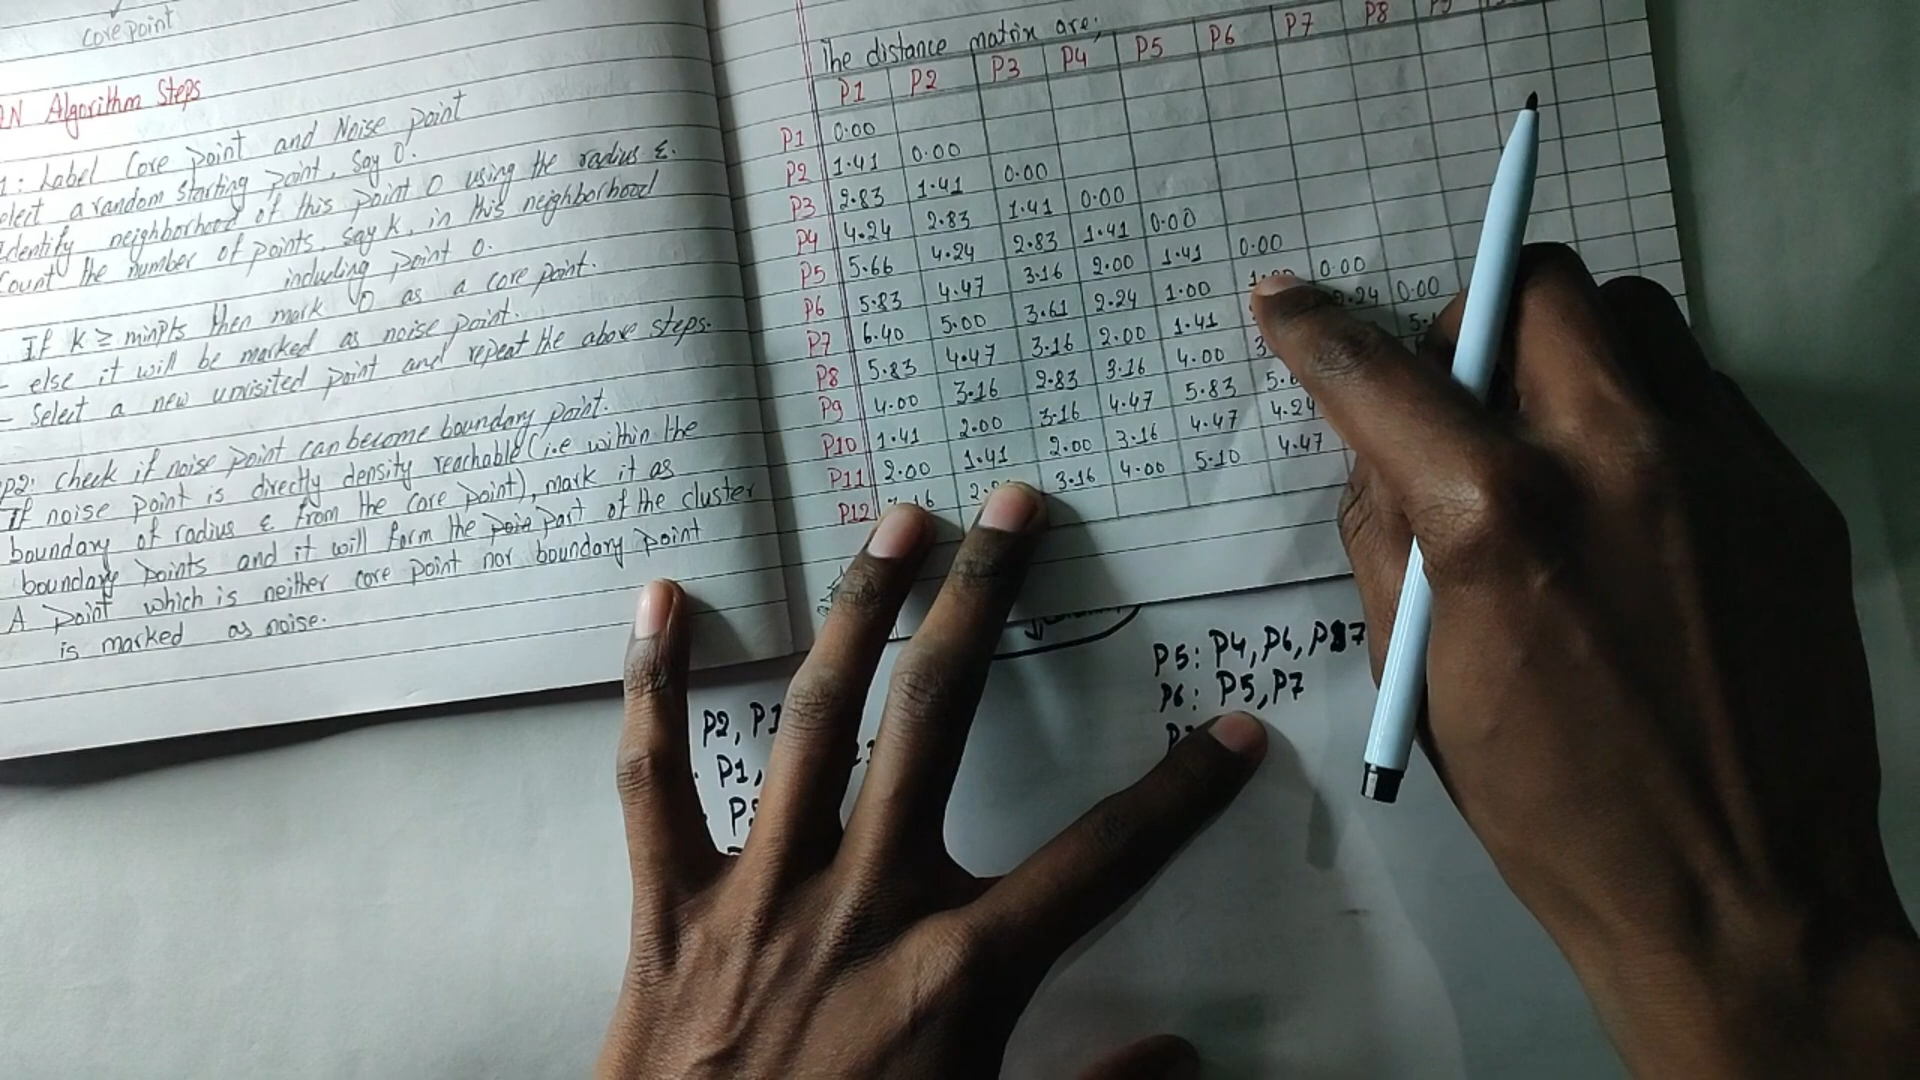 core point
N Algorithm Steps
1: Label Core point and Noise point
elect a random starting point, say O.
Identify neighborhood of this point O using the radius ε.
Count the number of points, say k, in this neighborhood
including point O.
If k ≥ minpts then mark O as a core point.
- else it will be marked as noise point.
- Select a new unvisited point and repeat the above steps.
p2: check if noise point can become boundary point.
If noise point is directly density reachable (i.e within the
boundary of radius ε from the core point), mark it as
boundary points and it will form the part of the cluster
A point which is neither core point nor boundary point
is marked as noise.
The distance matrix are;
P1 P2 P3 P4 P5 P6 P7 P8 P9
P1 0.00
P2 1.41 0.00
P3 2.83 1.41 0.00
P4 4.24 2.83 1.41 0.00
P5 5.66 4.24 2.83 1.41 0.00
P6 5.83 4.47 3.16 2.00 1.41 0.00
P7 6.40 5.00 3.61 2.24 1.00 0.00
P8 5.83 4.47 3.16 2.00 1.41 2.24 0.00
P9 4.00 3.16 2.83 3.16 4.00
P10 1.41 2.00 3.16 4.47 5.83
P11 2.00 1.41 2.00 3.16 4.47 4.24
P12 3.16 4.00 5.10 4.47
P5: P4, P6, P7
P6: P5, P7
P2, P1
P1,